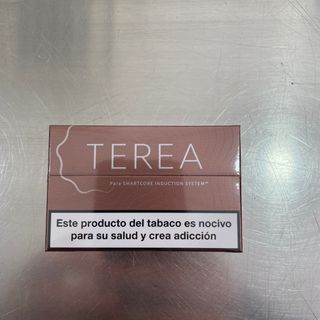 TEREA
Para SMARTCORE INDUCTION SYSTEM™
Este producto del tabaco es nocivo
para su salud y crea adicción